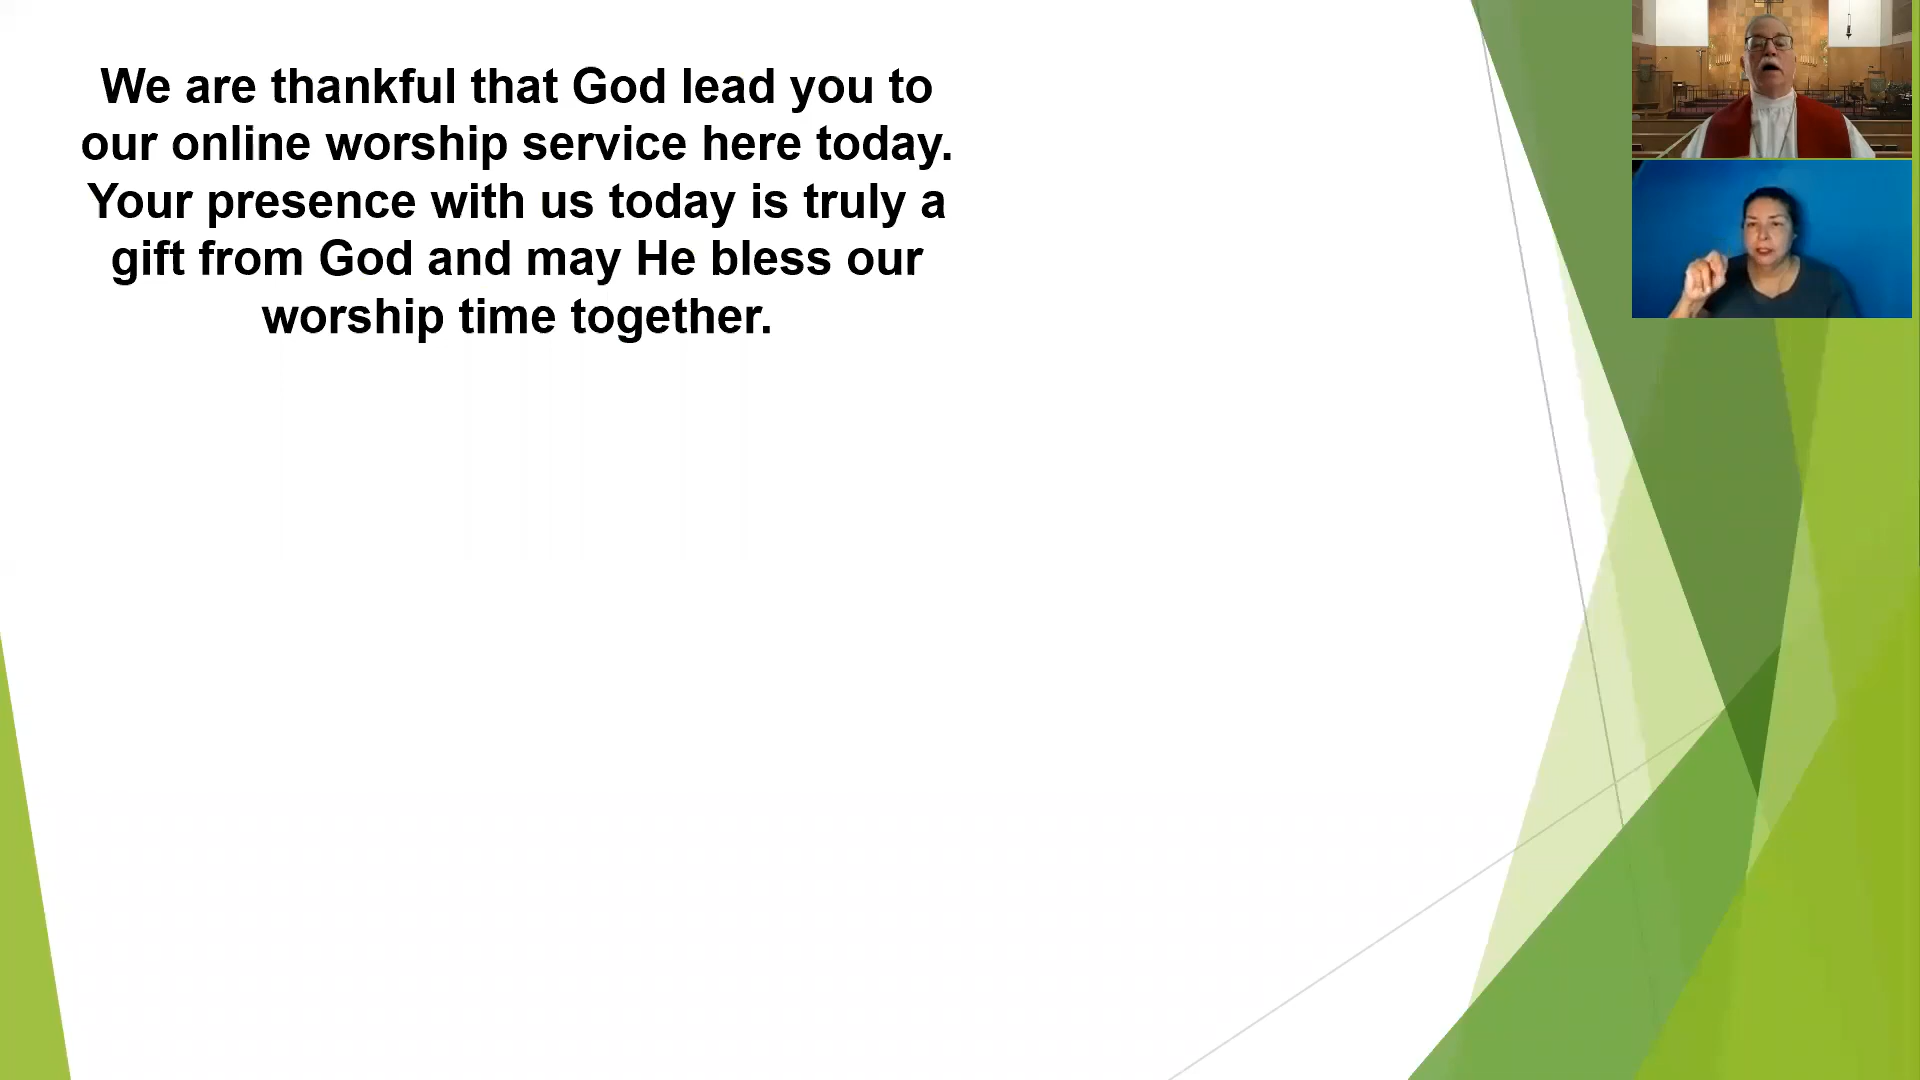 We are thankful that God lead you to
our online worship service here today.
Your presence with us today is truly a
gift from God and may He bless our
worship time together.